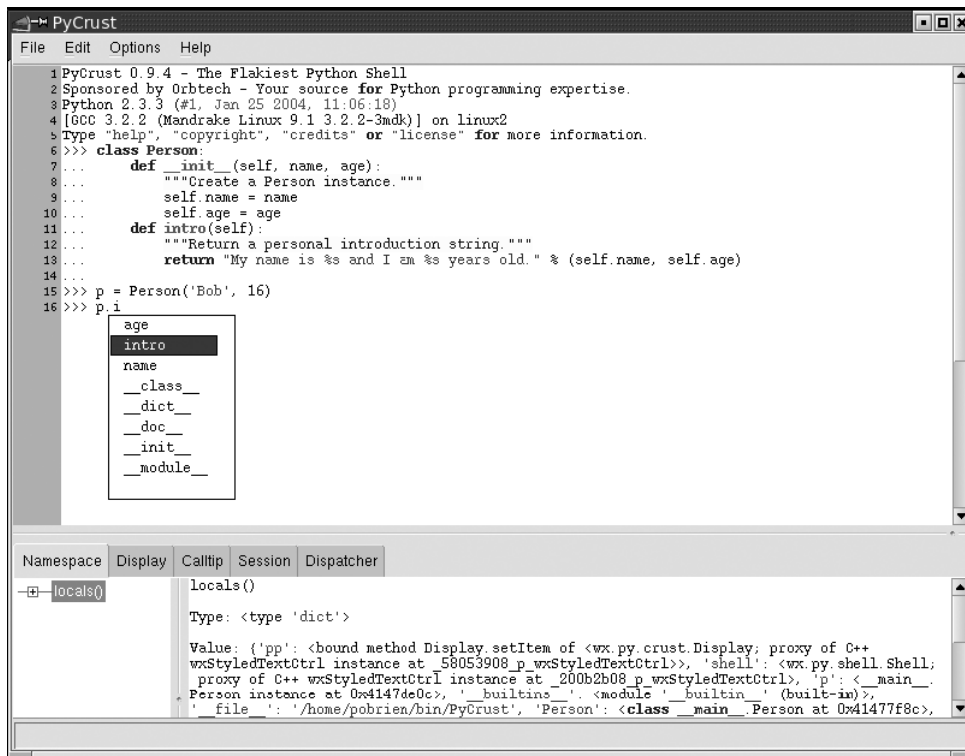 PyCrust
File Edit Options Help
1 PyCrust 0.9.4 - The Flakiest Python Shell
2 Sponsored by Orbtech - Your source for Python programming expertise.
3 Python 2.3.3 (#1, Jan 25 2004, 11:06:18)
4 [GCC 3.2.2 (Mandrake Linux 9.1 3.2.2-3mdk)] on linux2
5 Type "help", "copyright", "credits" or "license" for more information.
6 >>> class Person:
7 ...     def __init__(self, name, age):
8 ...         """Create a Person instance."""
9 ...         self.name = name
10 ...         self.age = age
11 ...     def intro(self):
12 ...         """Return a personal introduction string."""
13 ...         return "My name is %s and I am %s years old." % (self.name, self.age)
14 ...
15 >>> p = Person('Bob', 16)
16 >>> p.i
age
intro
name
__class__
__dict__
__doc__
__init__
__module__
Namespace Display Calltip Session Dispatcher
locals()
locals()
Type: <type 'dict'>
Value: {'pp': <bound method Display.setItem of <wx.py.crust.Display; proxy of C++
wxStyledTextCtrl instance at _58053908_p_wxStyledTextCtrl>>, 'shell': <wx.py.shell.Shell;
proxy of C++ wxStyledTextCtrl instance at _200b2b08_p_wxStyledTextCtrl>, 'p': <__main__.
Person instance at 0x4147de0c>, '__builtins__': <module '__builtin__' (built-in)>,
'__file__': '/home/pobrien/bin/PyCrust', 'Person': <class __main__.Person at 0x41477f8c>,